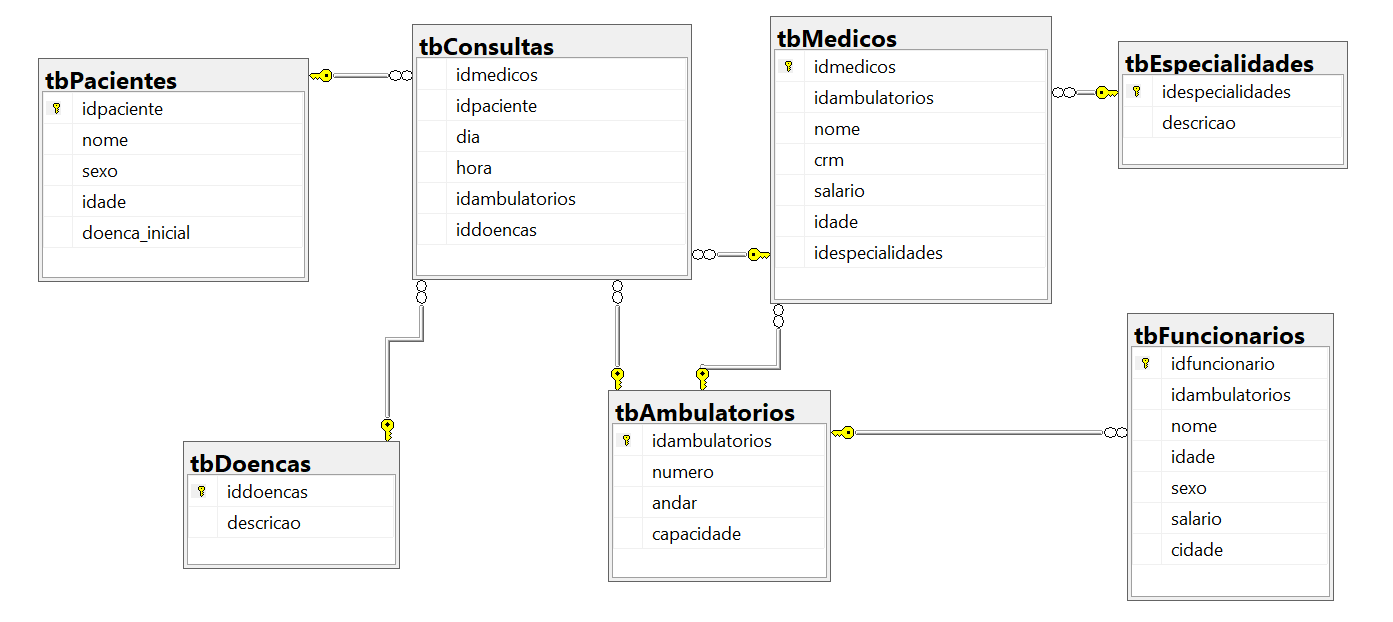 tbPacientes
idpaciente
nome
sexo
idade
doenca_inicial
tbConsultas
idmedicos
idpaciente
dia
hora
idambulatorios
iddoencas
tbMedicos
idmedicos
idambulatorios
nome
crm
salario
idade
idespecialidades
tbEspecialidades
idespecialidades
descricao
tbDoencas
iddoencas
descricao
tbAmbulatorios
idambulatorios
numero
andar
capacidade
tbFuncionarios
idfuncionario
idambulatorios
nome
idade
sexo
salario
cidade